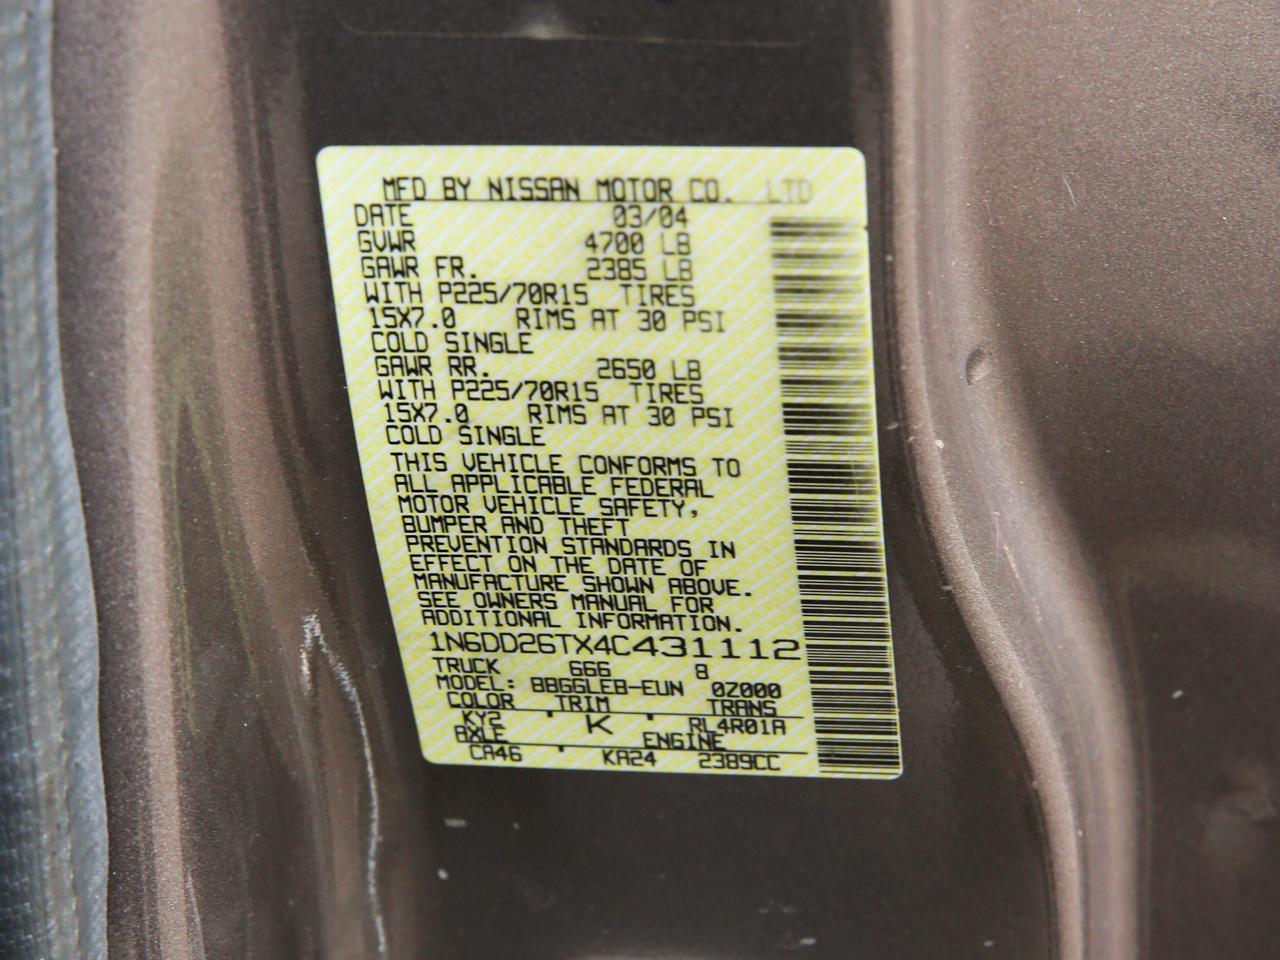 MFD BY NISSAN MOTOR CO. LTD
DATE 03/04
GVWR 4700 LB
GAWR FR. 2385 LB
WITH P225/70R15 TIRES
15X7.0 RIMS AT 30 PSI
COLD SINGLE
GAWR RR. 2650 LB
WITH P225/70R15 TIRES
15X7.0 RIMS AT 30 PSI
COLD SINGLE
THIS VEHICLE CONFORMS TO
ALL APPLICABLE FEDERAL
MOTOR VEHICLE SAFETY,
BUMPER AND THEFT
PREVENTION STANDARDS IN
EFFECT ON THE DATE OF
MANUFACTURE SHOWN ABOVE.
SEE OWNERS MANUAL FOR
ADDITIONAL INFORMATION.
1N6DD26TX4C431112
TRUCK 666 8
MODEL: BBGGLEB-EUN 0Z000
COLOR TRIM TRANS
KY2 K RL4R01A
AXLE ENGINE
CA46 KA24 2389CC